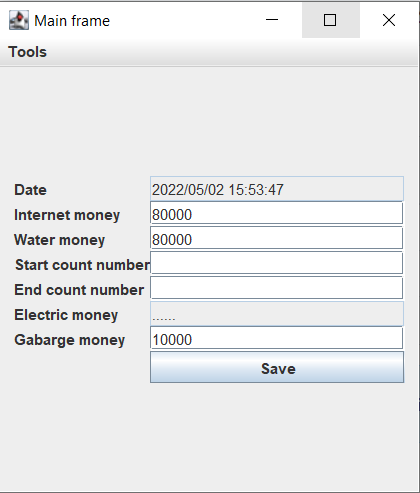 Main frame
Tools
Date 2022/05/02 15:53:47
Internet money 80000
Water money 80000
Start count number
End count number
Electric money ......
Gabarge money 10000
Save